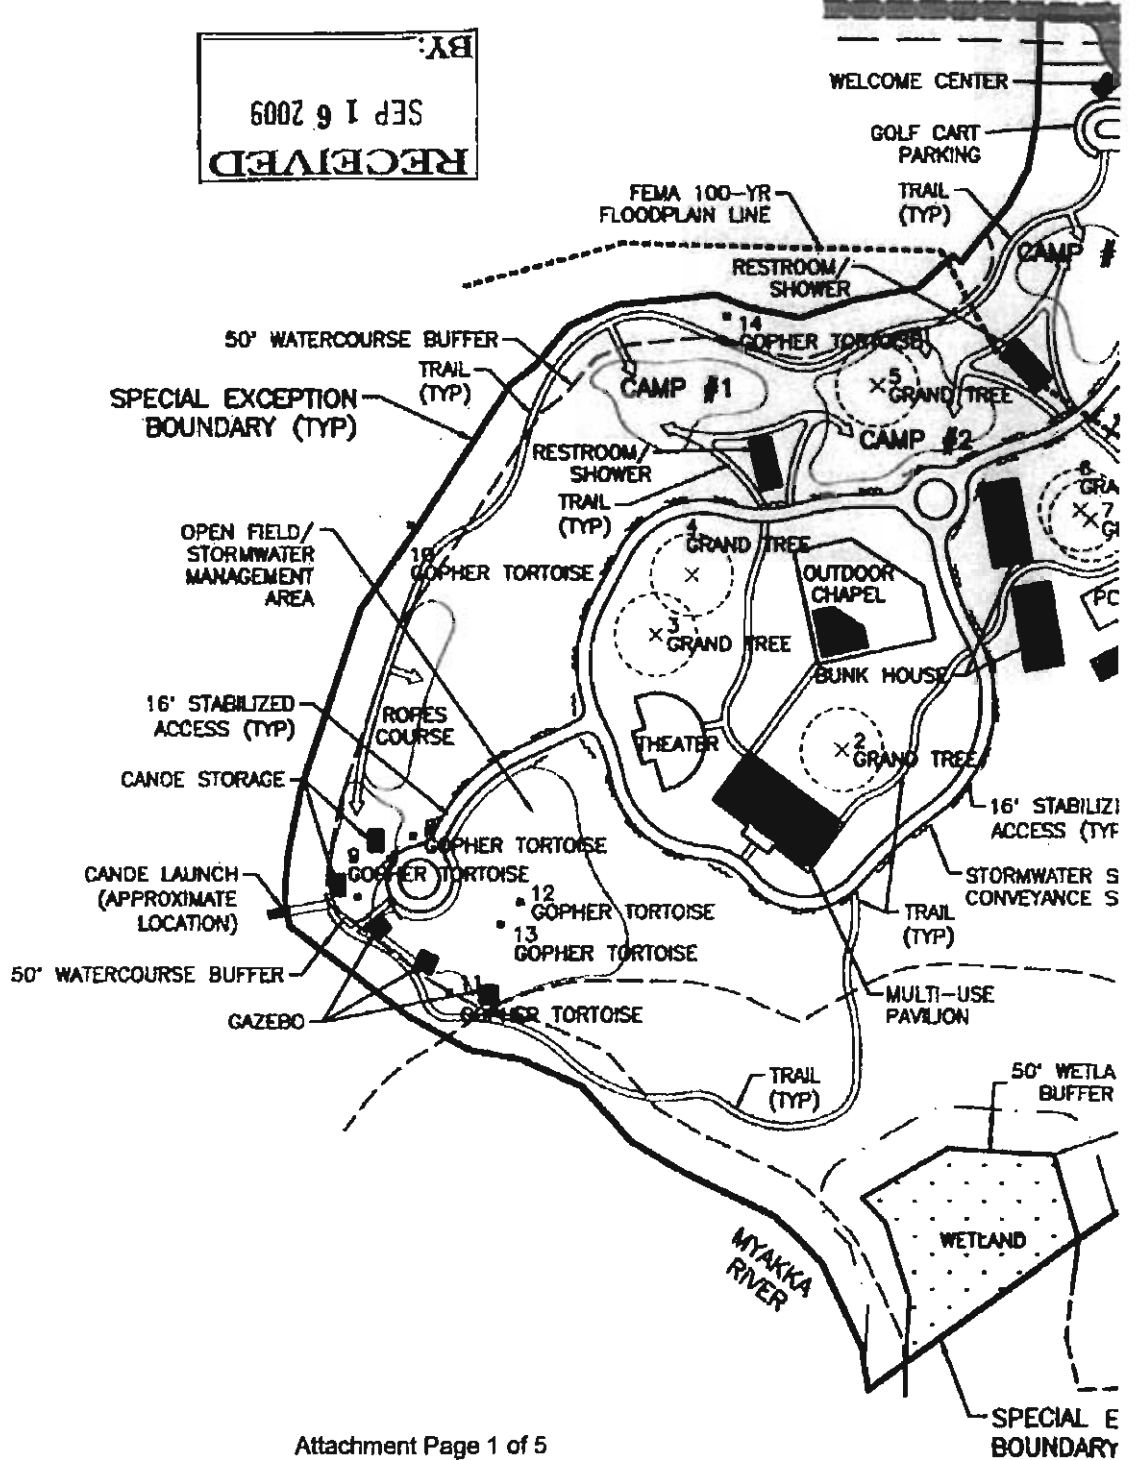 BY:
SEP 1 6 2009
RECEIVED
WELCOME CENTER
GOLF CART
PARKING
TRAIL
(TYP)
FEMA 100-YR
FLOODPLAIN LINE
CAMP #
RESTROOM/
SHOWER
14
GOPHER TORTOISE
50' WATERCOURSE BUFFER
TRAIL
(TYP)
CAMP #1
5
GRAND TREE
SPECIAL EXCEPTION
BOUNDARY (TYP)
CAMP #2
RESTROOM/
SHOWER
TRAIL
(TYP)
6
GRA
7
OPEN FIELD/
STORMWATER
MANAGEMENT
AREA
4
GRAND TREE
10
GOPHER TORTOISE
OUTDOOR
CHAPEL
3
GRAND TREE
BUNK HOUSE
16' STABILIZED
ACCESS (TYP)
ROPES
COURSE
THEATER
2
GRAND TREE
CANOE STORAGE
16' STABILIZ
ACCESS (TYP
GOPHER TORTOISE
9
GOPHER TORTOISE
CANOE LAUNCH
(APPROXIMATE
LOCATION)
12
GOPHER TORTOISE
13
GOPHER TORTOISE
STORMWATER S
CONVEYANCE S
TRAIL
(TYP)
50' WATERCOURSE BUFFER
11
GOPHER TORTOISE
GAZEBO
MULTI-USE
PAVILION
TRAIL
(TYP)
50' WETLA
BUFFER
WETLAND
MYAKKA
RIVER
SPECIAL E
BOUNDARY
Attachment Page 1 of 5